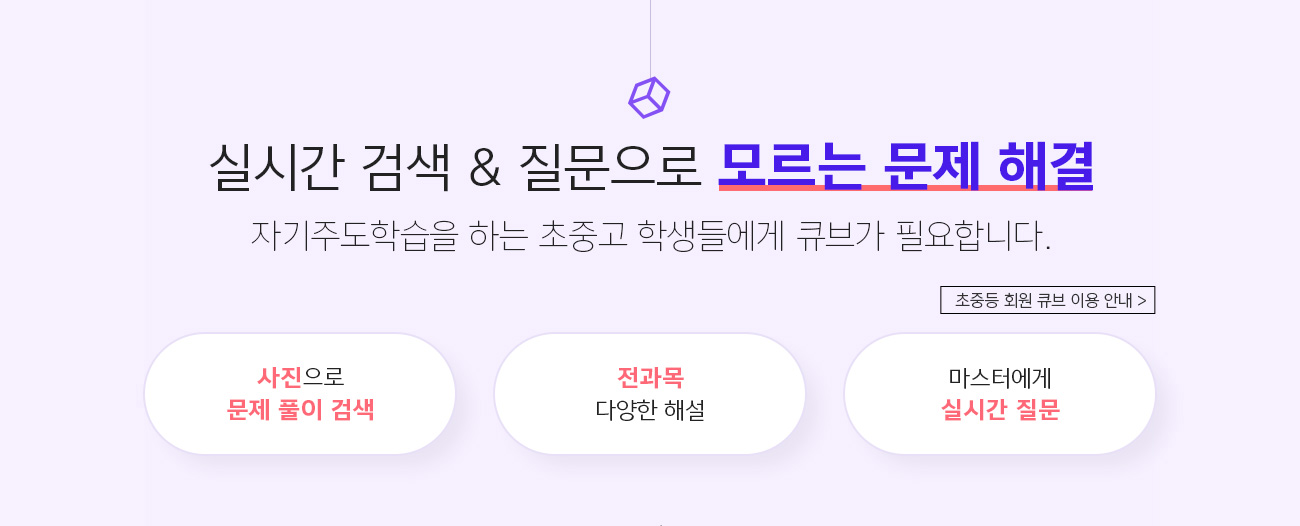 실시간 검색 & 질문으로 모르는 문제 해결
자기주도학습을 하는 초중고 학생들에게 큐브가 필요합니다.
초중등 회원 큐브 이용 안내 >
사진으로
문제 풀이 검색
전과목
다양한 해설
마스터에게
실시간 질문